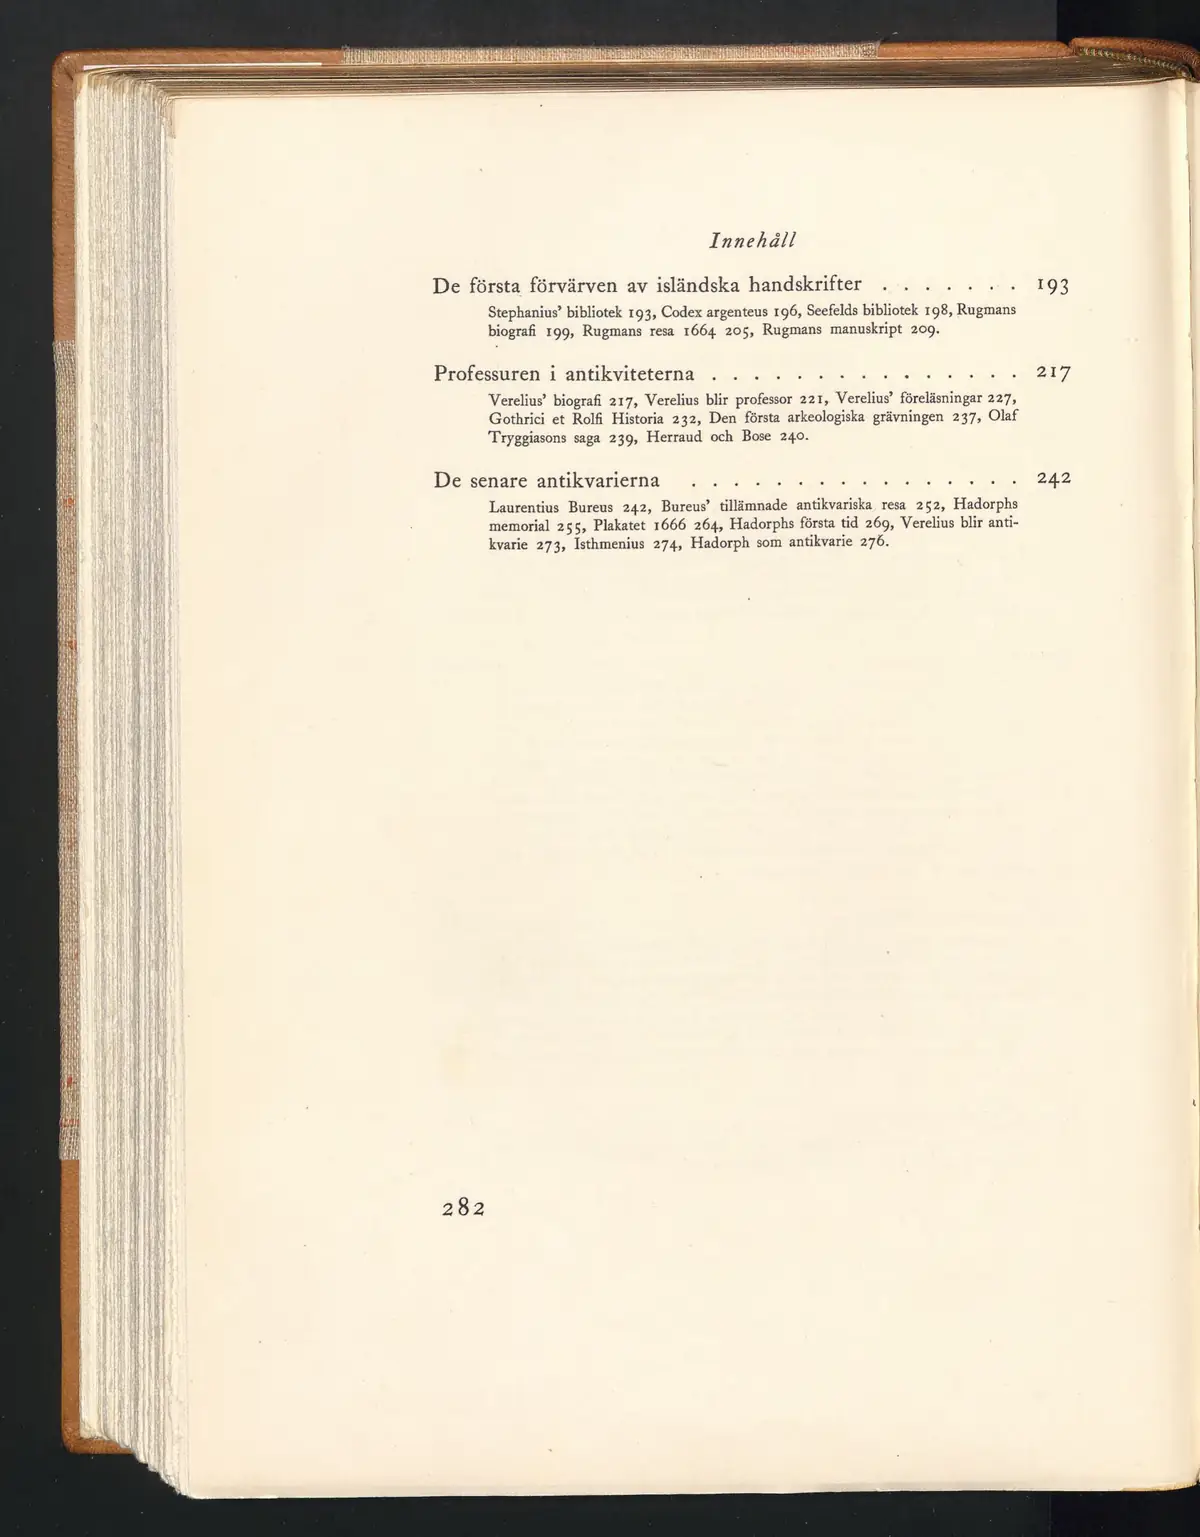 Innehåll
De första förvärven av isländska handskrifter . . . . . . . 193
Stephanius’ bibliotek 193, Codex argenteus 196, Seefelds bibliotek 198, Rugmans
biografi 199, Rugmans resa 1664 205, Rugmans manuskript 209.
Professuren i antikviteterna . . . . . . . . . . . . . . . 217
Verelius’ biografi 217, Verelius blir professor 221, Verelius’ föreläsningar 227,
Gothrici et Rolfi Historia 232, Den första arkeologiska grävningen 237, Olaf
Tryggiasons saga 239, Herraud och Bose 240.
De senare antikvarierna . . . . . . . . . . . . . . . . 242
Laurentius Bureus 242, Bureus’ tillämnade antikvariska resa 252, Hadorphs
memorial 255, Plakatet 1666 264, Hadorphs första tid 269, Verelius blir anti-
kvarie 273, Isthmenius 274, Hadorph som antikvarie 276.
282